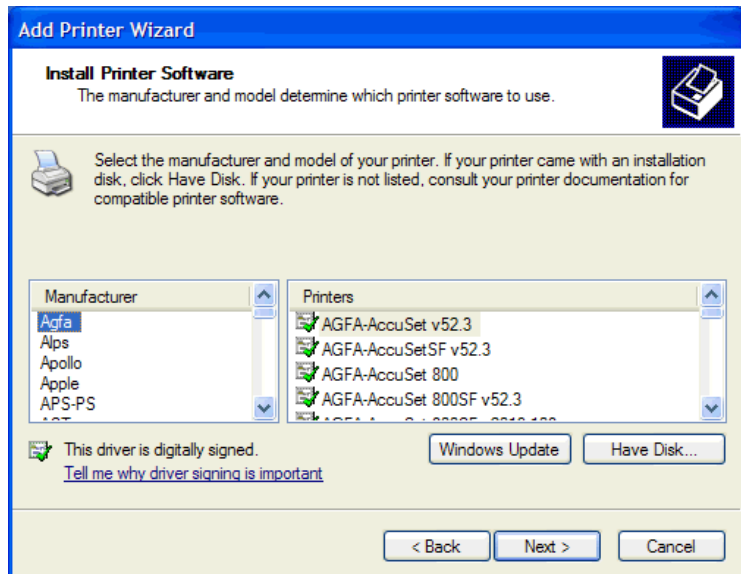 Add Printer Wizard
Install Printer Software
The manufacturer and model determine which printer software to use.
Select the manufacturer and model of your printer. If your printer came with an installation
disk, click Have Disk. If your printer is not listed, consult your printer documentation for
compatible printer software.
Manufacturer
Agfa
Alps
Apollo
Apple
APS-PS
Printers
AGFA-AccuSet v52.3
AGFA-AccuSetSF v52.3
AGFA-AccuSet 800
AGFA-AccuSet 800SF v52.3
This driver is digitally signed.
Tell me why driver signing is important
Windows Update
Have Disk...
< Back
Next >
Cancel